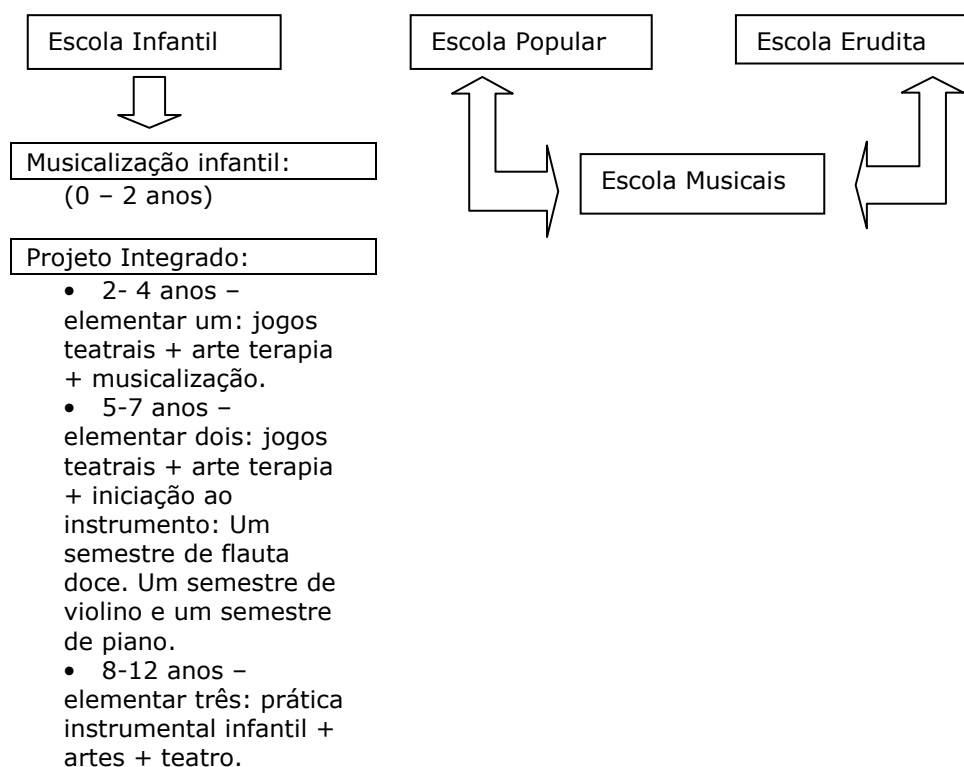 Escola Infantil
Escola Popular
Escola Erudita
Escola Musicais
Musicalização infantil:
(0 – 2 anos)
Projeto Integrado:
• 2- 4 anos –
elementar um: jogos
teatrais + arte terapia
+ musicalização.
• 5-7 anos –
elementar dois: jogos
teatrais + arte terapia
+ iniciação ao
instrumento: Um
semestre de flauta
doce. Um semestre de
violino e um semestre
de piano.
• 8-12 anos –
elementar três: prática
instrumental infantil +
artes + teatro.